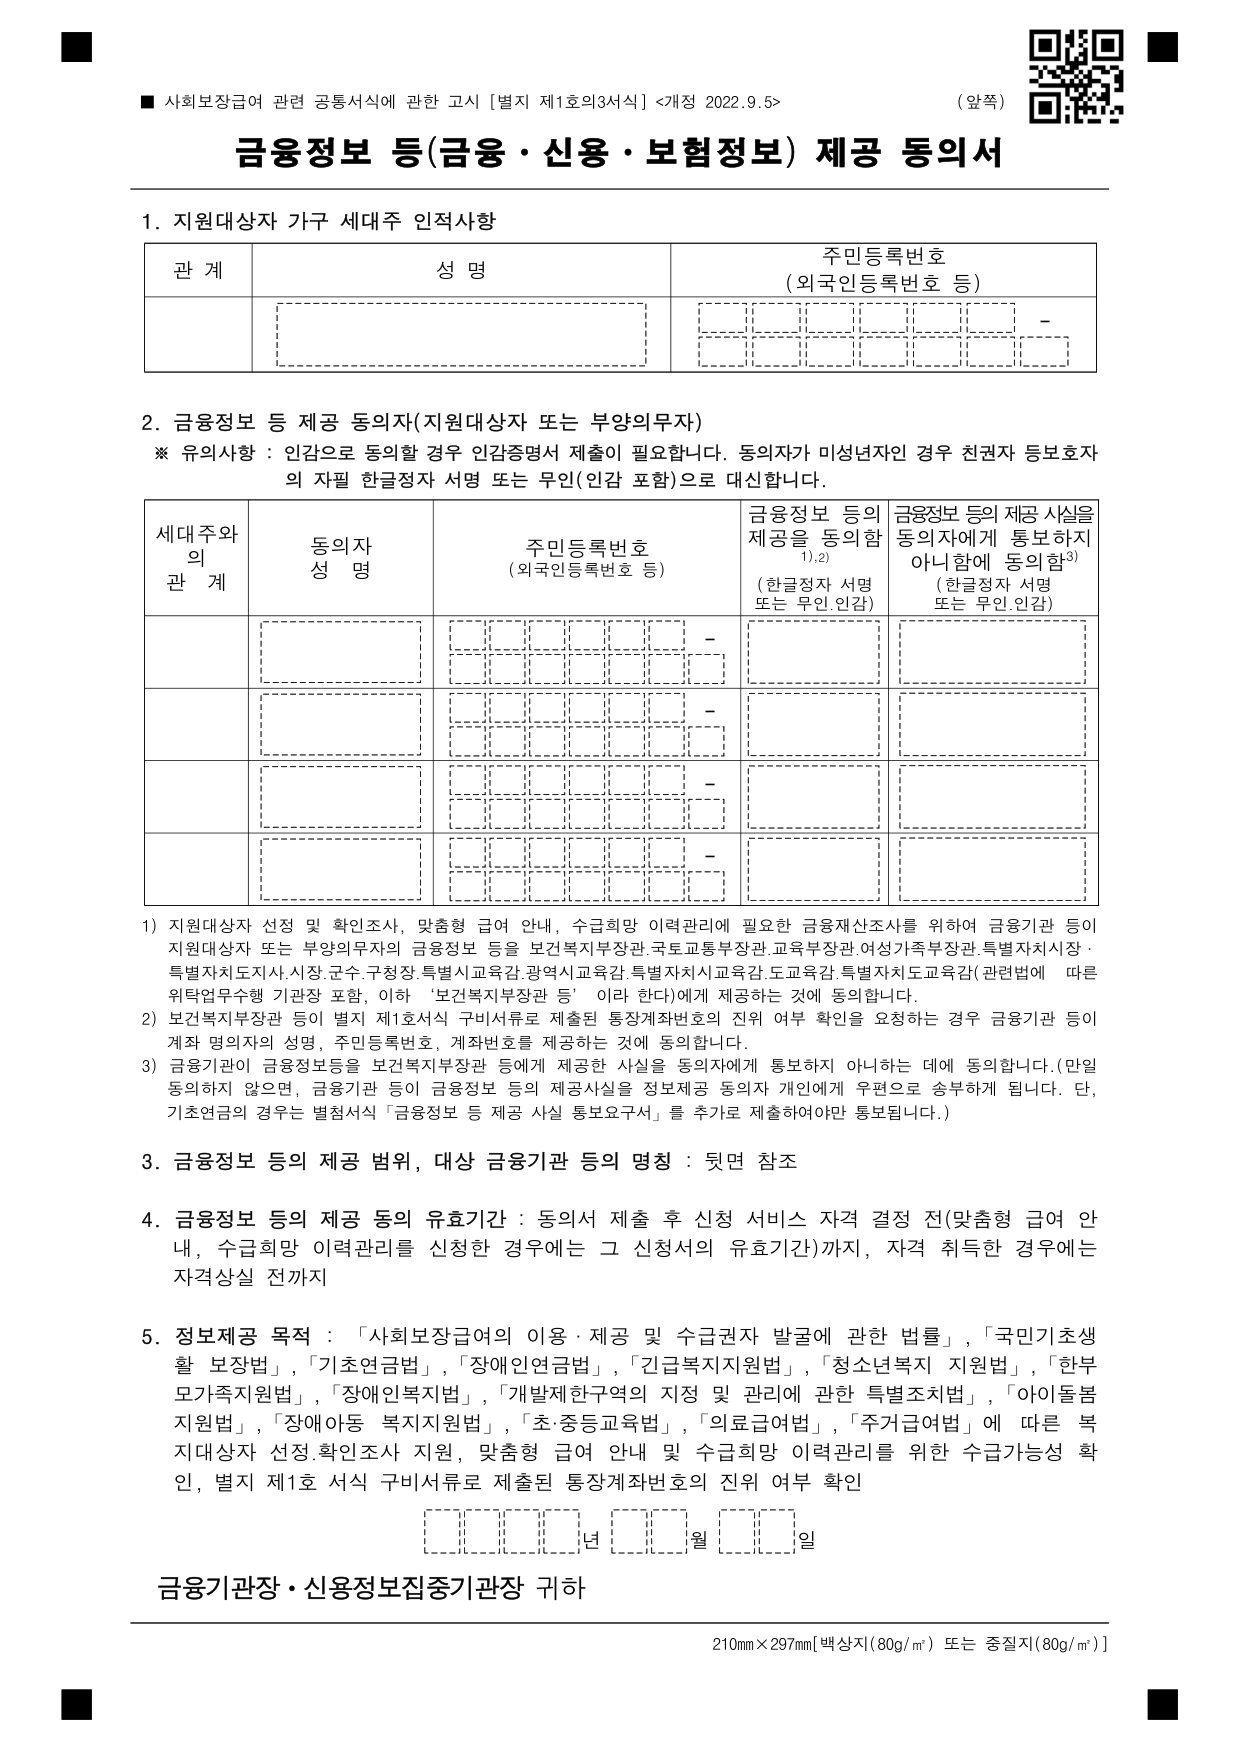 ■ 사회보장급여 관련 공통서식에 관한 고시 [별지 제1호의3서식] <개정 2022.9.5> (앞쪽)
금융정보 등(금융·신용·보험정보) 제공 동의서
1. 지원대상자 가구 세대주 인적사항
관 계 성 명 주민등록번호
(외국인등록번호 등)
-
2. 금융정보 등 제공 동의자(지원대상자 또는 부양의무자)
※ 유의사항 : 인감으로 동의할 경우 인감증명서 제출이 필요합니다. 동의자가 미성년자인 경우 친권자 등보호자
의 자필 한글정자 서명 또는 무인(인감 포함)으로 대신합니다.
세대주와
의
관 계
동의자
성 명
주민등록번호
(외국인등록번호 등)
금융정보 등의
제공을 동의함
1),2)
(한글정자 서명
또는 무인.인감)
금융정보 등의 제공 사실을
동의자에게 통보하지
아니함에 동의함3)
(한글정자 서명
또는 무인.인감)
-
-
-
-
1) 지원대상자 선정 및 확인조사, 맞춤형 급여 안내, 수급희망 이력관리에 필요한 금융재산조사를 위하여 금융기관 등이
지원대상자 또는 부양의무자의 금융정보 등을 보건복지부장관.국토교통부장관.교육부장관.여성가족부장관.특별자치시장·
특별자치도지사.시장.군수.구청장.특별시교육감.광역시교육감.특별자치시교육감.도교육감.특별자치도교육감(관련법에 따른
위탁업무수행 기관장 포함, 이하 ‘보건복지부장관 등’ 이라 한다)에게 제공하는 것에 동의합니다.
2) 보건복지부장관 등이 별지 제1호서식 구비서류로 제출된 통장계좌번호의 진위 여부 확인을 요청하는 경우 금융기관 등이
계좌 명의자의 성명, 주민등록번호, 계좌번호를 제공하는 것에 동의합니다.
3) 금융기관이 금융정보등을 보건복지부장관 등에게 제공한 사실을 동의자에게 통보하지 아니하는 데에 동의합니다.(만일
동의하지 않으면, 금융기관 등이 금융정보 등의 제공사실을 정보제공 동의자 개인에게 우편으로 송부하게 됩니다. 단,
기초연금의 경우는 별첨서식「금융정보 등 제공 사실 통보요구서」를 추가로 제출하여야만 통보됩니다.)
3. 금융정보 등의 제공 범위, 대상 금융기관 등의 명칭 : 뒷면 참조
4. 금융정보 등의 제공 동의 유효기간 : 동의서 제출 후 신청 서비스 자격 결정 전(맞춤형 급여 안
내, 수급희망 이력관리를 신청한 경우에는 그 신청서의 유효기간)까지, 자격 취득한 경우에는
자격상실 전까지
5. 정보제공 목적 : 「사회보장급여의 이용·제공 및 수급권자 발굴에 관한 법률」,「국민기초생
활 보장법」,「기초연금법」,「장애인연금법」,「긴급복지지원법」,「청소년복지 지원법」,「한부
모가족지원법」, 「장애인복지법」,「개발제한구역의 지정 및 관리에 관한 특별조치법」,「아이돌봄
지원법」,「장애아동 복지지원법」,「초·중등교육법」,「의료급여법」,「주거급여법」에 따른 복
지대상자 선정.확인조사 지원, 맞춤형 급여 안내 및 수급희망 이력관리를 위한 수급가능성 확
인, 별지 제1호 서식 구비서류로 제출된 통장계좌번호의 진위 여부 확인
년 월 일
금융기관장·신용정보집중기관장 귀하
210㎜×297㎜[백상지(80g/㎡) 또는 중질지(80g/㎡)]